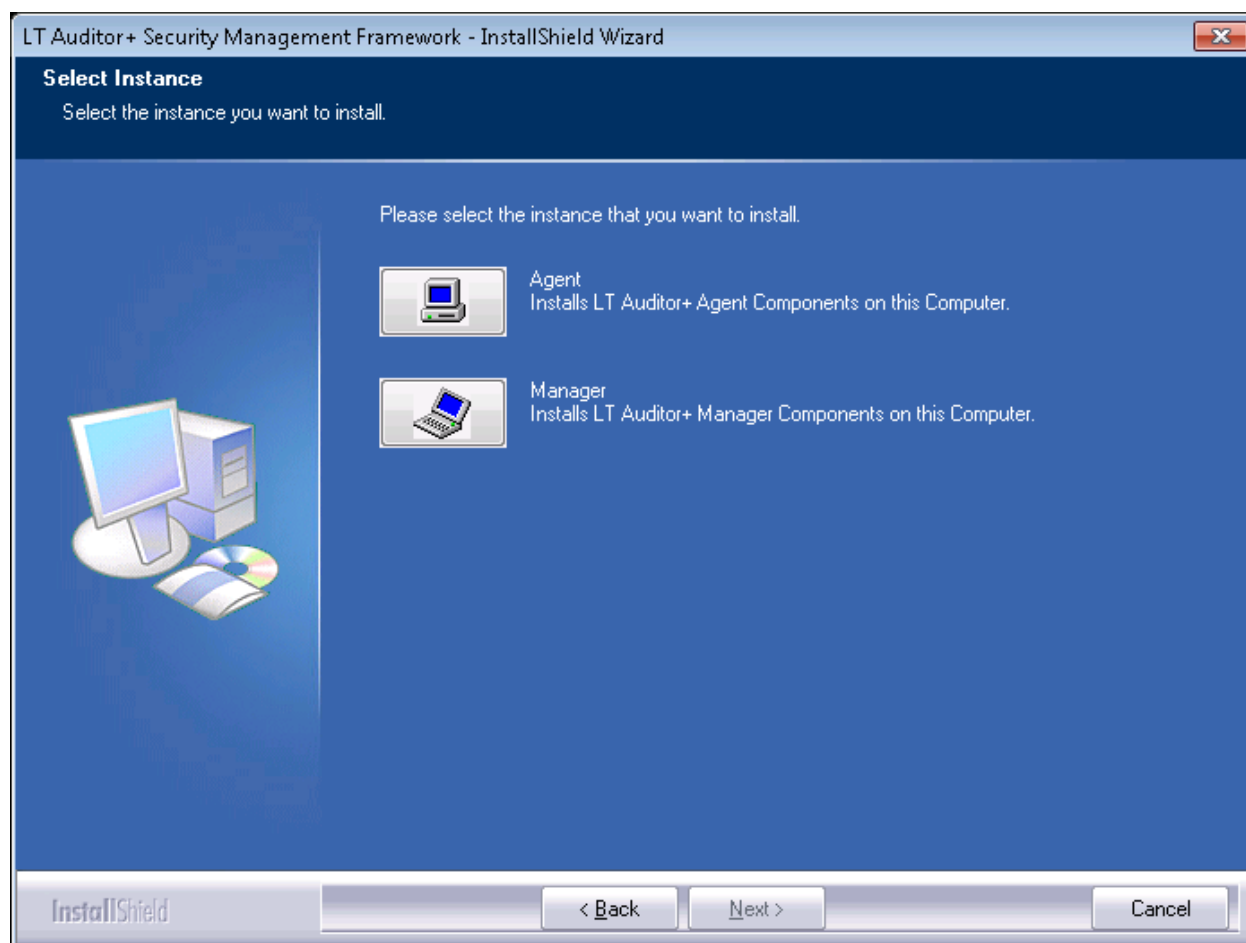 LT Auditor+ Security Management Framework - InstallShield Wizard
Select Instance
Select the instance you want to install.
Please select the instance that you want to install.
Agent
Installs LT Auditor+ Agent Components on this Computer.
Manager
Installs LT Auditor+ Manager Components on this Computer.
InstallShield
< Back
Next >
Cancel